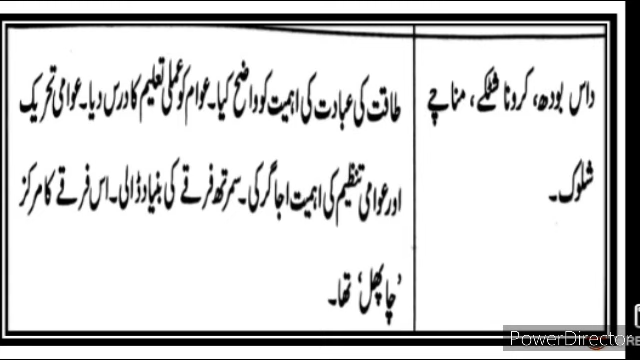 داس بودھ، کرونا شٹکے، مناچے
شلوک۔
طاقت کی عبادت کی اہمیت کو واضح کیا۔ عوام کو عملی تعلیم کا درس دیا۔ عوامی تحریک
اور عوامی تنظیم کی اہمیت اجاگر کی۔ سمرتھ فرقے کی بنیاد ڈالی۔ اس فرقے کا مرکز
’چاپھل‘ تھا۔
PowerDirector